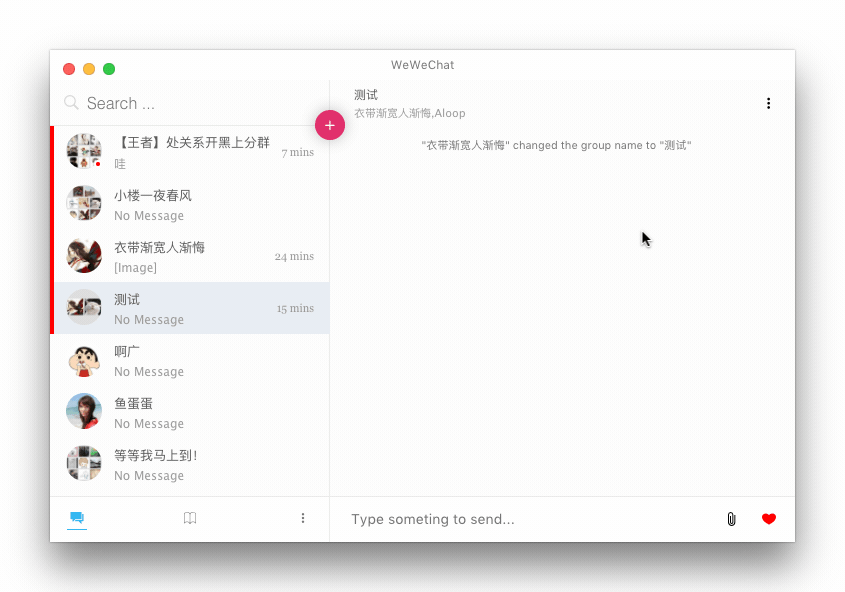 WeWeChat
Search ...
【王者】处关系开黑上分群
7 mins
哇
小楼一夜春风
No Message
衣带渐宽人渐悔
24 mins
[Image]
测试
15 mins
No Message
啊广
No Message
鱼蛋蛋
No Message
等等我马上到！
No Message
测试
衣带渐宽人渐悔,Aloop
"衣带渐宽人渐悔" changed the group name to "测试"
Type someting to send...